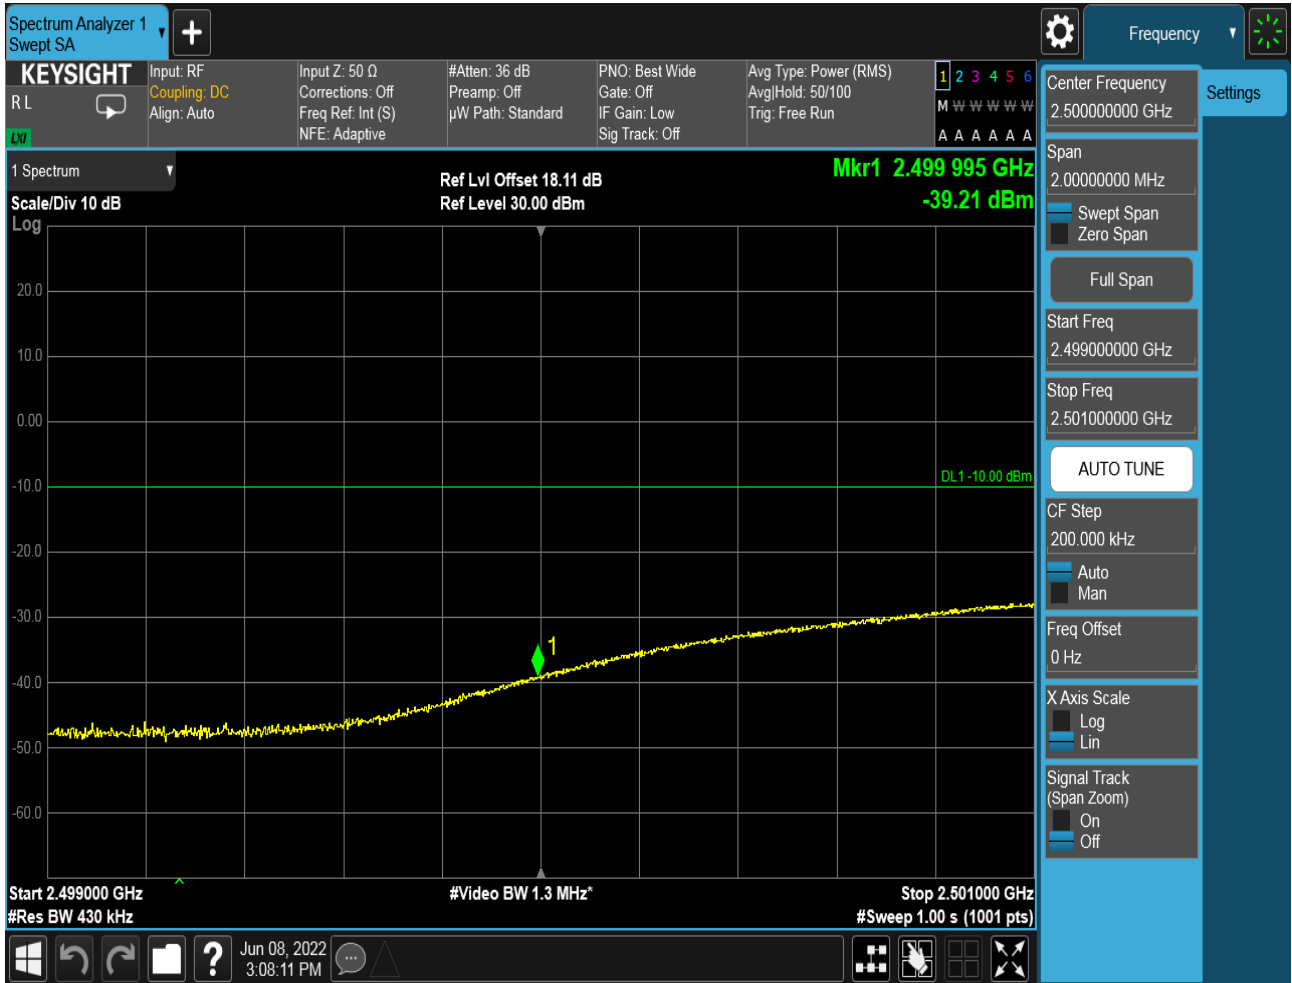 Spectrum Analyzer 1
Swept SA
Frequency
KEYSIGHT
R L
LXI
Input: RF
Coupling: DC
Align: Auto
Input Z: 50 Ω
Corrections: Off
Freq Ref: Int (S)
NFE: Adaptive
#Atten: 36 dB
Preamp: Off
µW Path: Standard
PNO: Best Wide
Gate: Off
IF Gain: Low
Sig Track: Off
Avg Type: Power (RMS)
Avg|Hold: 50/100
Trig: Free Run
1 2 3 4 5 6
M W W W W W
A A A A A A
1 Spectrum
Scale/Div 10 dB
Log
Ref Lvl Offset 18.11 dB
Ref Level 30.00 dBm
Mkr1 2.499 995 GHz
-39.21 dBm
20.0
10.0
0.00
-10.0
-20.0
-30.0
-40.0
-50.0
-60.0
DL1 -10.00 dBm
1
Start 2.499000 GHz
#Res BW 430 kHz
#Video BW 1.3 MHz*
Stop 2.501000 GHz
#Sweep 1.00 s (1001 pts)
?
Jun 08, 2022
3:08:11 PM
Center Frequency
2.500000000 GHz
Span
2.00000000 MHz
Swept Span
Zero Span
Full Span
Start Freq
2.499000000 GHz
Stop Freq
2.501000000 GHz
AUTO TUNE
CF Step
200.000 kHz
Auto
Man
Freq Offset
0 Hz
X Axis Scale
Log
Lin
Signal Track
(Span Zoom)
On
Off
Settings